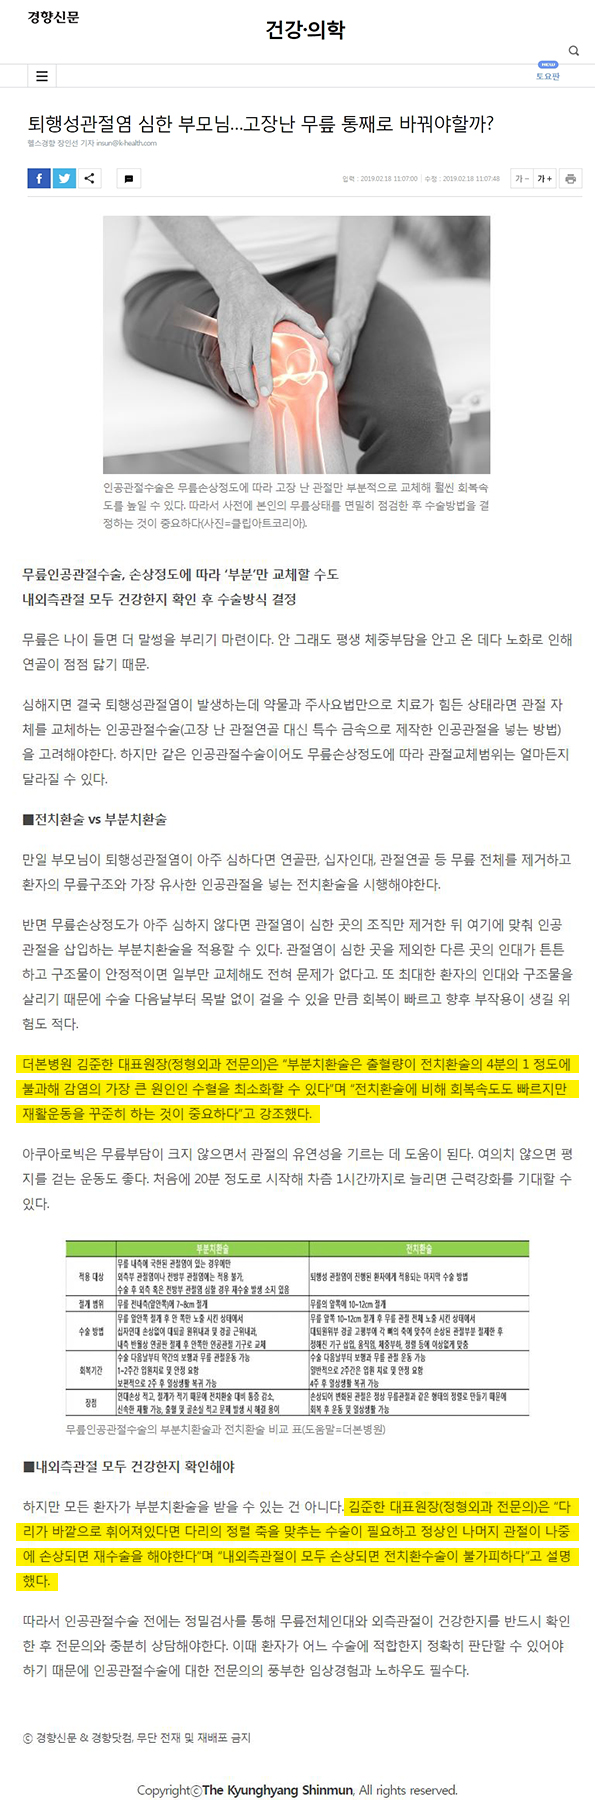 경향신문
건강·의학
NEW
토요판
퇴행성관절염 심한 부모님...고장난 무릎 통째로 바꿔야할까?
헬스경향 장인선 기자 insun@k-health.com
입력 : 2019.02.18 11:07:00 | 수정 : 2019.02.18 11:07:48
가 -
가 +
인공관절수술은 무릎손상정도에 따라 고장 난 관절만 부분적으로 교체해 훨씬 회복속
도를 높일 수 있다. 따라서 사전에 본인의 무릎상태를 면밀히 점검한 후 수술방법을 결
정하는 것이 중요하다(사진=클립아트코리아).
무릎인공관절수술, 손상정도에 따라 ‘부분’만 교체할 수도
내외측관절 모두 건강한지 확인 후 수술방식 결정
무릎은 나이 들면 더 말썽을 부리기 마련이다. 안 그래도 평생 체중부담을 안고 온 데다 노화로 인해
연골이 점점 닳기 때문.
심해지면 결국 퇴행성관절염이 발생하는데 약물과 주사요법만으로 치료가 힘든 상태라면 관절 자
체를 교체하는 인공관절수술(고장 난 관절연골 대신 특수 금속으로 제작한 인공관절을 넣는 방법)
을 고려해야한다. 하지만 같은 인공관절수술이어도 무릎손상정도에 따라 관절교체범위는 얼마든지
달라질 수 있다.
■전치환술 vs 부분치환술
만일 부모님이 퇴행성관절염이 아주 심하다면 연골판, 십자인대, 관절연골 등 무릎 전체를 제거하고
환자의 무릎구조와 가장 유사한 인공관절을 넣는 전치환술을 시행해야한다.
반면 무릎손상정도가 아주 심하지 않다면 관절염이 심한 곳의 조직만 제거한 뒤 여기에 맞춰 인공
관절을 삽입하는 부분치환술을 적용할 수 있다. 관절염이 심한 곳을 제외한 다른 곳의 인대가 튼튼
하고 구조물이 안정적이면 일부만 교체해도 전혀 문제가 없다고. 또 최대한 환자의 인대와 구조물을
살리기 때문에 수술 다음날부터 목발 없이 걸을 수 있을 만큼 회복이 빠르고 향후 부작용이 생길 위
험도 적다.
더본병원 김준한 대표원장(정형외과 전문의)은 “부분치환술은 출혈량이 전치환술의 4분의 1 정도에
불과해 감염의 가장 큰 원인인 수혈을 최소화할 수 있다”며 “전치환술에 비해 회복속도도 빠르지만
재활운동을 꾸준히 하는 것이 중요하다”고 강조했다.
아쿠아로빅은 무릎부담이 크지 않으면서 관절의 유연성을 기르는 데 도움이 된다. 여의치 않으면 평
지를 걷는 운동도 좋다. 처음에 20분 정도로 시작해 차츰 1시간까지로 늘리면 근력강화를 기대할 수
있다.
부분치환술 전치환술
적용 대상
무릎 내측에 국한된 관절염이 있는 경우에만
외측부 관절염이나 전방부 관절염에는 적용 불가,
수술 후 외측 혹은 전방부 관절염 심할 경우 재수술 발생 소지 있음
퇴행성 관절염이 진행된 환자에게 적용되는 마지막 수술 방법
절개 범위
무릎 전내측(앞안쪽)에 7~8cm 절개
무릎의 앞쪽에 10~12cm 절개
수술 방법
무릎 앞안쪽 절개 후 안 쪽만 노출 시킨 상태에서
십자인대 손상없이 대퇴골 원위내과 및 경골 근위내과,
내측 반월상 연골판 절제 후 안쪽만 인공관절 기구로 교체
무릎 앞쪽 10~12cm 절개 후 무릎 관절 전체 노출 시킨 상태에서
대퇴원위부 경골 고평부에 각 뼈의 축에 맞추어 손상된 관절부분 절제한 후
정해진 기구 삽입, 움직임, 체중부하, 정렬 등에 이상없게 맞춤
회복기간
수술 다음날부터 약간의 보행과 무릎 관절운동 가능
1~2주간 입원치료 및 안정 요함
보편적으로 2주 후 일상생활 복귀 가능
수술 다음날부터 보행과 무릎 관절 운동 가능
일반적으로 2주간은 입원 치료 및 안정 요함
4주 후 일상생활 복귀 가능
장점
인대손상 적고, 절개가 적기 때문에 전치환술 대비 통증 감소,
신속한 재활 가능, 출혈 및 골손실 적고 문제 발생 시 해결 용이
손상되어 변화된 관절은 정상 무릎관절과 같은 형태의 정렬로 만들기 때문에
회복 후 운동 및 일상생활 가능
무릎인공관절수술의 부분치환술과 전치환술 비교 표(도움말=더본병원)
■내외측관절 모두 건강한지 확인해야
하지만 모든 환자가 부분치환술을 받을 수 있는 건 아니다. 김준한 대표원장(정형외과 전문의)은 “다
리가 바깥으로 휘어져있다면 다리의 정렬 축을 맞추는 수술이 필요하고 정상인 나머지 관절이 나중
에 손상되면 재수술을 해야한다”며 “내외측관절이 모두 손상되면 전치환수술이 불가피하다”고 설명
했다.
따라서 인공관절수술 전에는 정밀검사를 통해 무릎전체인대와 외측관절이 건강한지를 반드시 확인
한 후 전문의와 충분히 상담해야한다. 이때 환자가 어느 수술에 적합한지 정확히 판단할 수 있어야
하기 때문에 인공관절수술에 대한 전문의의 풍부한 임상경험과 노하우도 필수다.
ⓒ 경향신문 & 경향닷컴, 무단 전재 및 재배포 금지
Copyrightⓒ The Kyunghyang Shinmun, All rights reserved.